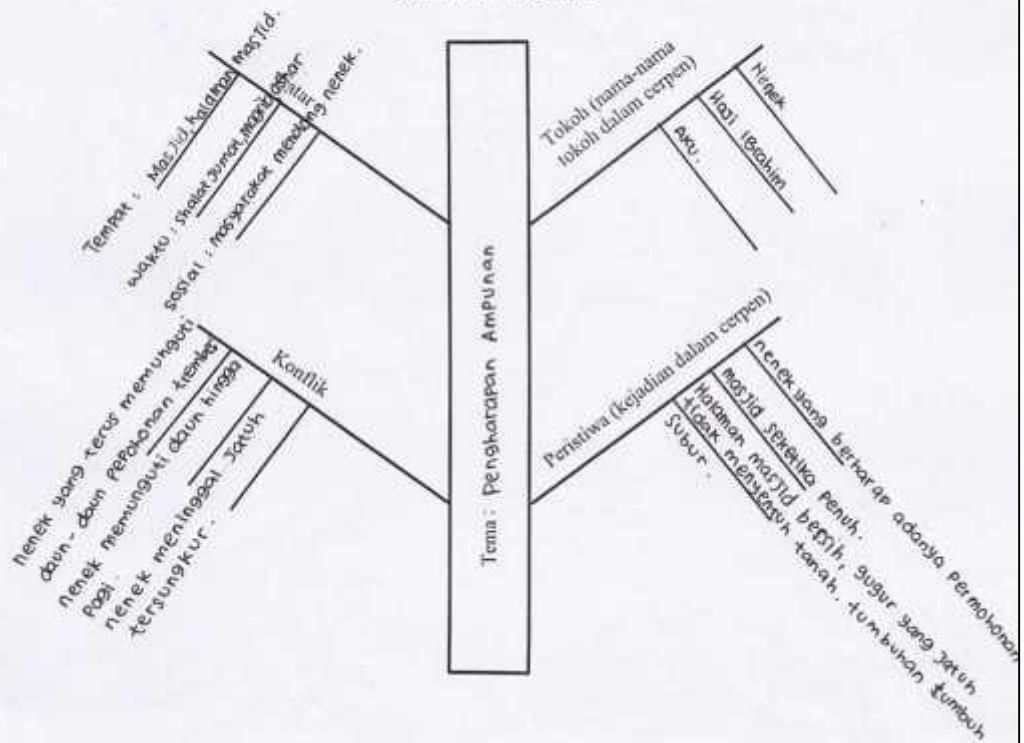 Latar
Tempat : Masjid, halaman masjid.
waktu : Shalat Jumat,
sosial : masyarakat menolong nenek.
Tokoh (nama-nama
tokoh dalam cerpen)
Nenek
Haji Ibrahim
Aku.
Tema : Pengharapan Ampunan
Konflik
nenek yang terus memunguti
daun-daun pepohonan
nenek memunguti daun hingga
pagi.
nenek meninggal Jatuh
tersungkur.
Peristiwa (kejadian dalam cerpen)
nenek yang berharap adanya permohonan
masjid seketika penuh.
Halaman masjid bersih, gugur yang Jatuh
tidak menyentuh tanah. tumbuhan tumbuh
Subur.